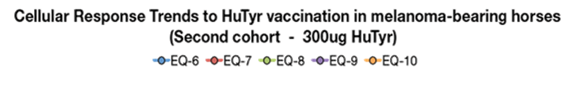 Cellular Response Trends to HuTyr vaccination in melanoma-bearing horses
(Second cohort - 300ug HuTyr)
EQ-6 EQ-7 EQ-8 EQ-9 EQ-10